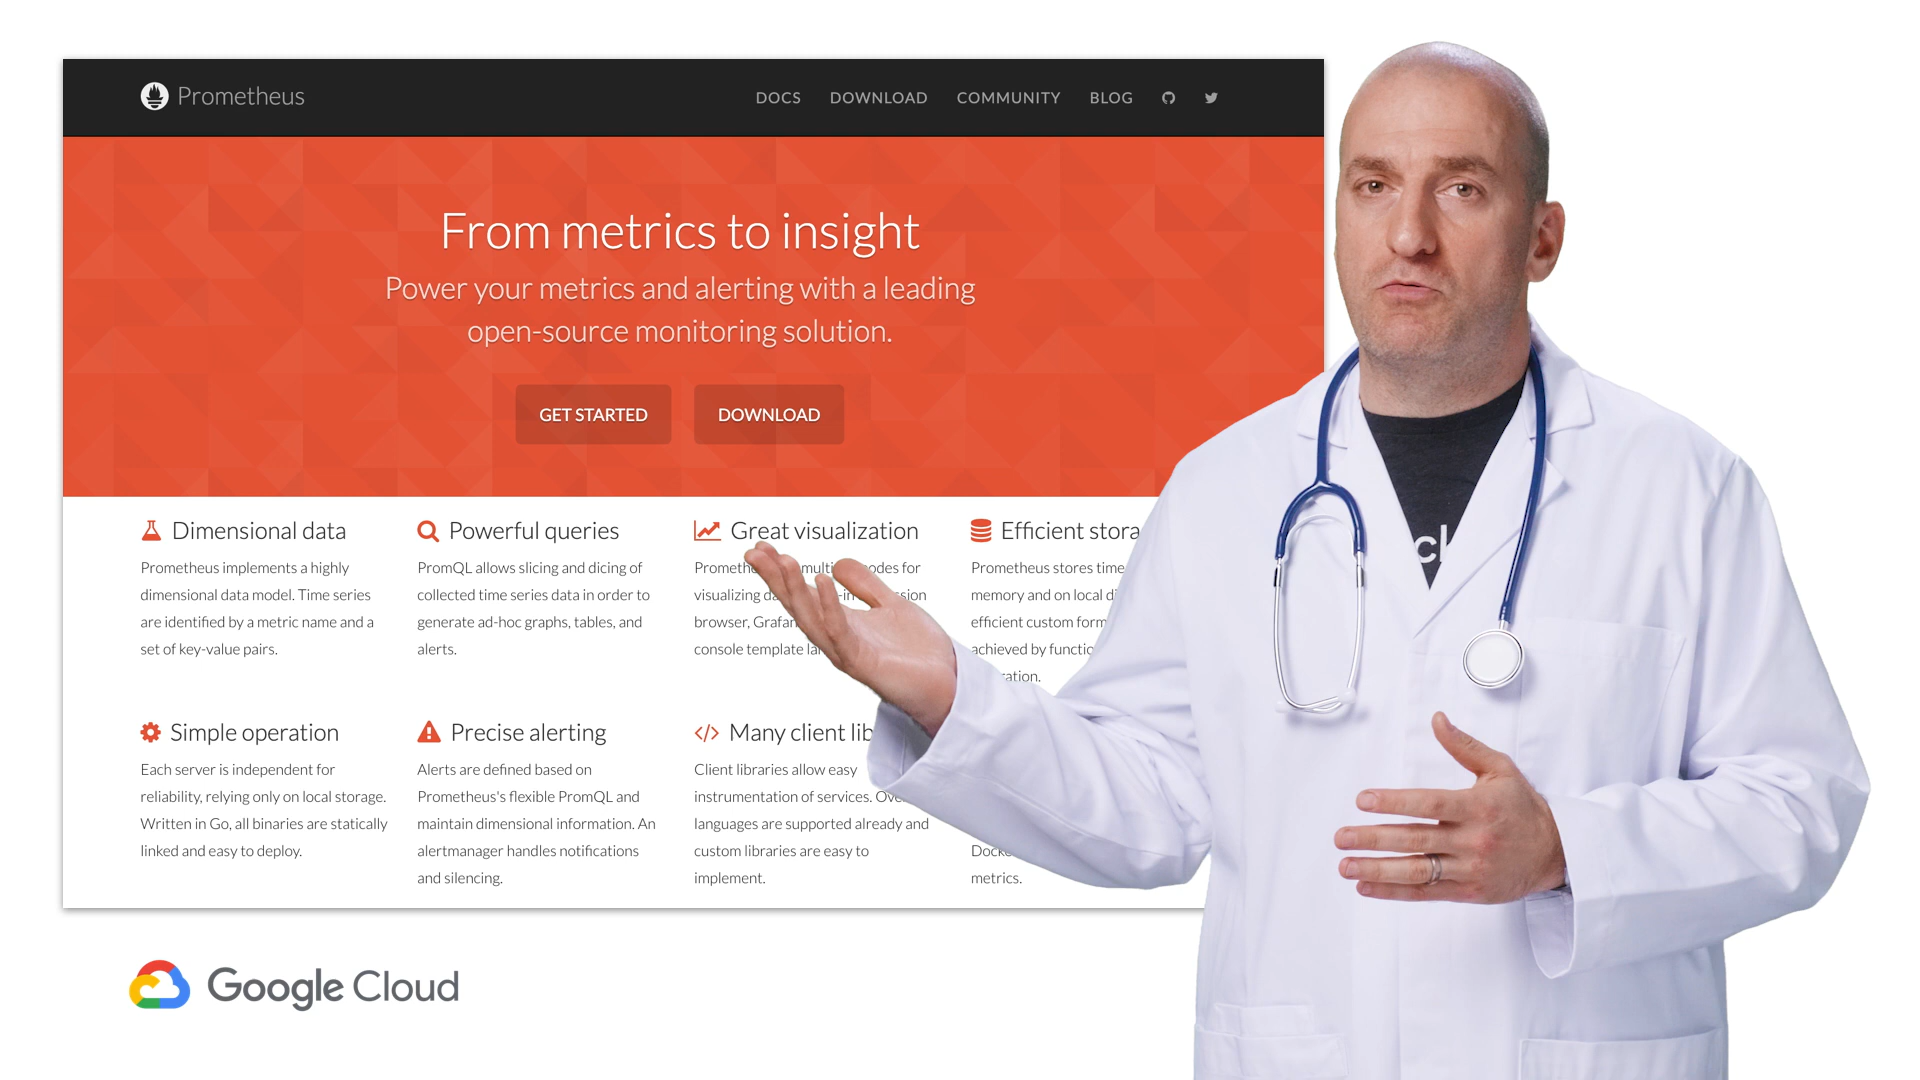 Prometheus
DOCS DOWNLOAD COMMUNITY BLOG
From metrics to insight
Power your metrics and alerting with a leading
open-source monitoring solution.
GET STARTED DOWNLOAD
Dimensional data
Prometheus implements a highly
dimensional data model. Time series
are identified by a metric name and a
set of key-value pairs.
Powerful queries
PromQL allows slicing and dicing of
collected time series data in order to
generate ad-hoc graphs, tables, and
alerts.
Great visualization
multi for
visualizing
browser,
console template
Efficient
Prometheus stores time
memory and on local
efficient custom
achieved by
Simple operation
Each server is independent for
reliability, relying only on local storage.
Written in Go, all binaries are statically
linked and easy to deploy.
Precise alerting
Alerts are defined based on
Prometheus's flexible PromQL and
maintain dimensional information. An
alertmanager handles notifications
and silencing.
Many client
Client libraries allow easy
instrumentation of services.
languages are supported already and
custom libraries are easy to
implement.
metrics.
Google Cloud